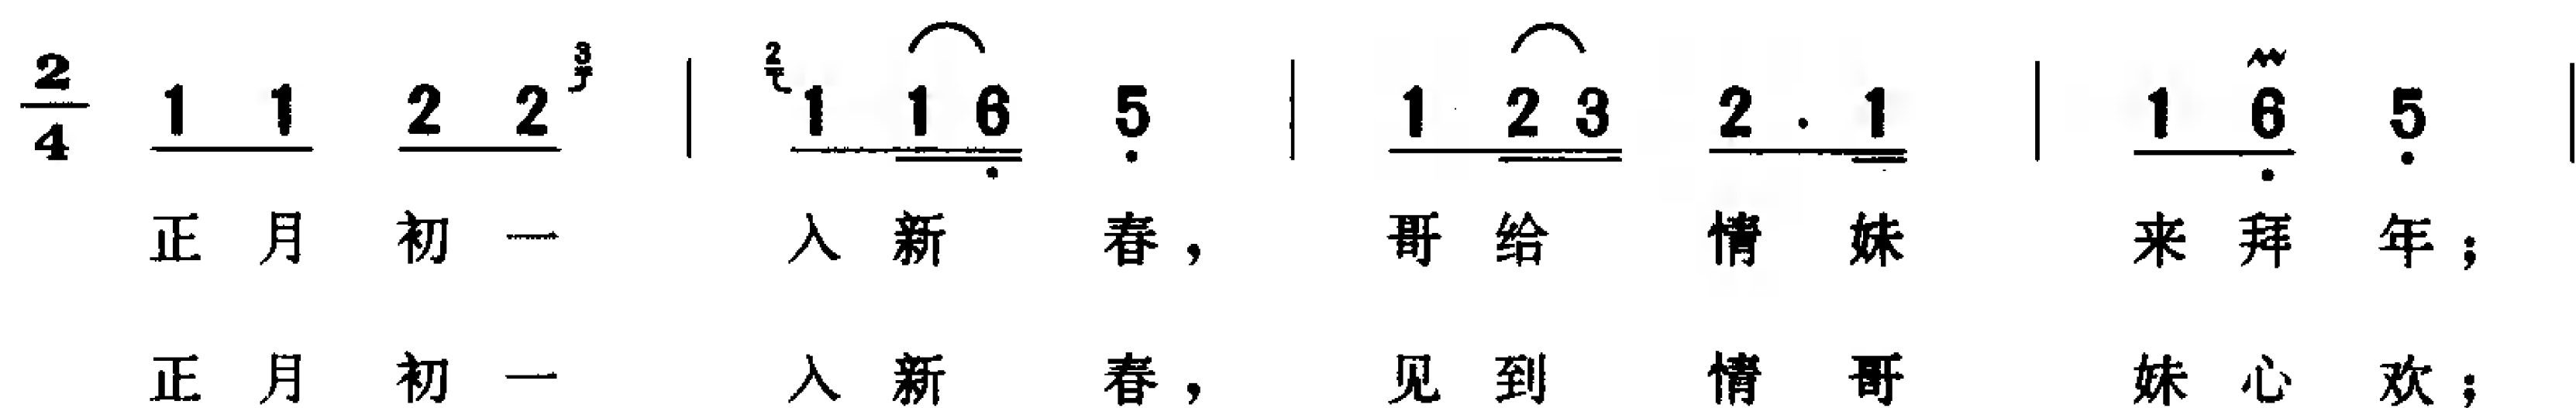 2/4 1 1 2 2 3 | 2 1 1 6 5 | 1 2 3 2 . 1 | 1 6 5 |
正月初一 入新春， 哥给情妹 来拜年；
正月初一 入新春， 见到情哥 妹心欢；